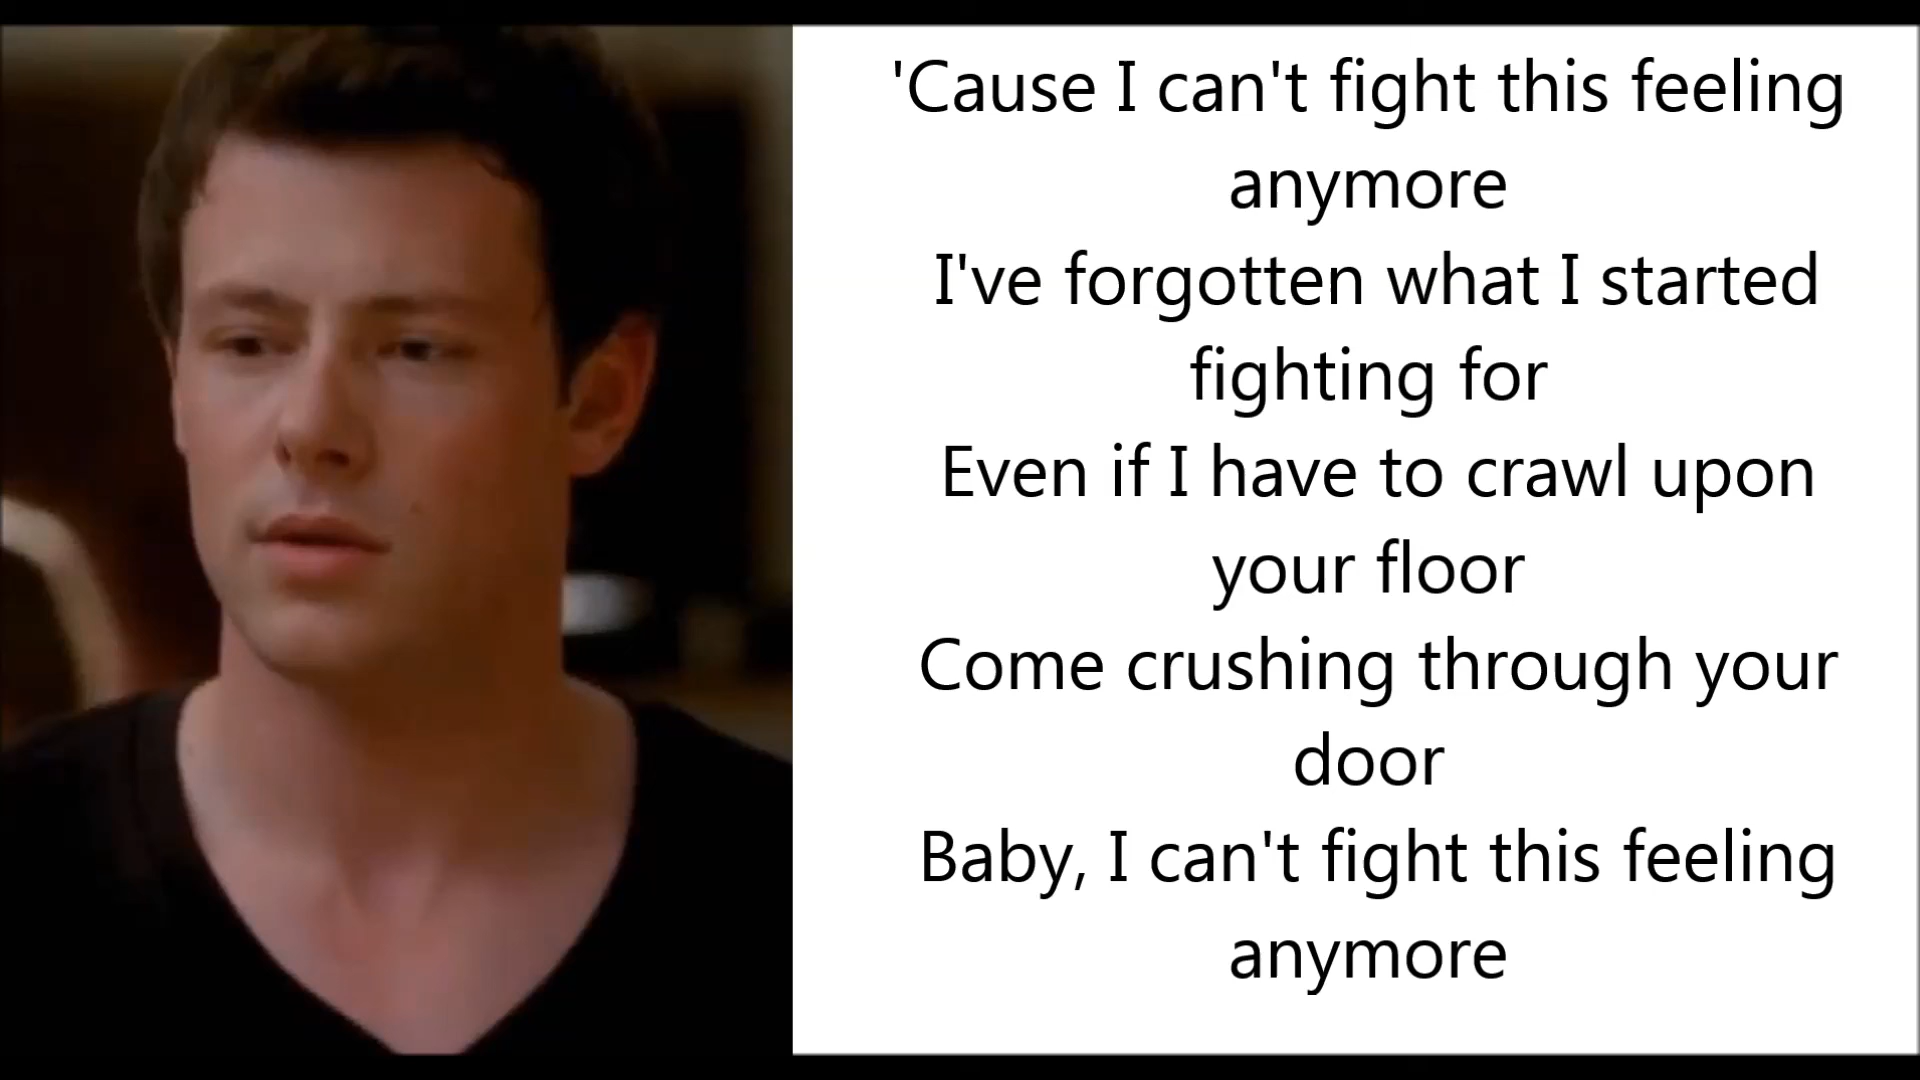 'Cause I can't fight this feeling
anymore
I've forgotten what I started
fighting for
Even if I have to crawl upon
your floor
Come crushing through your
door
Baby, I can't fight this feeling
anymore